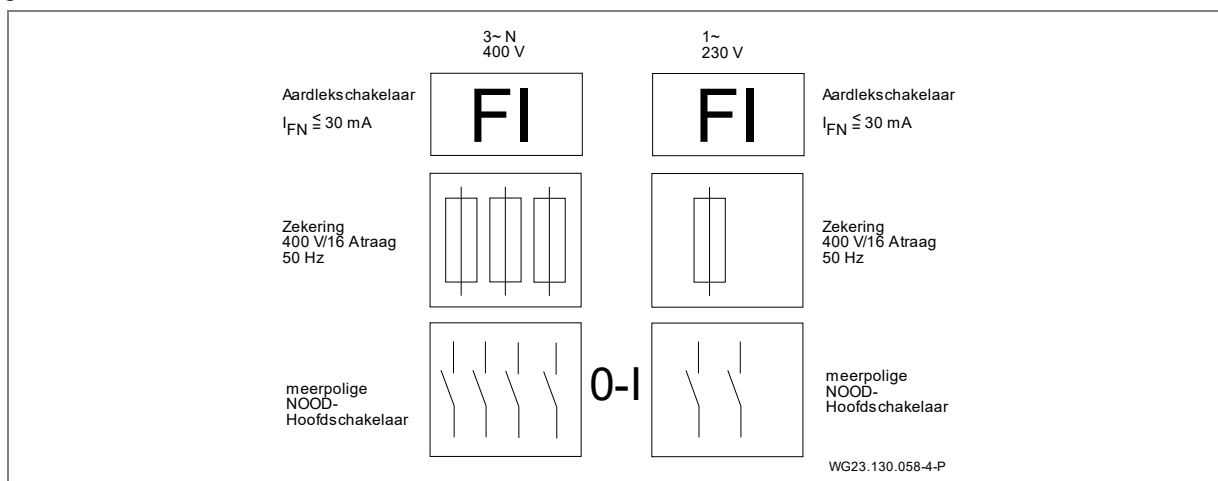 3~ N
400 V
1~
230 V
Aardlekschakelaar
IFN ≦ 30 mA
FI
FI
Aardlekschakelaar
IFN ≦ 30 mA
Zekering
400 V/16 Atraag
50 Hz
Zekering
400 V/16 Atraag
50 Hz
meerpolige
NOOD-
Hoofdschakelaar
0-I
meerpolige
NOOD-
Hoofdschakelaar
WG23.130.058-4-P